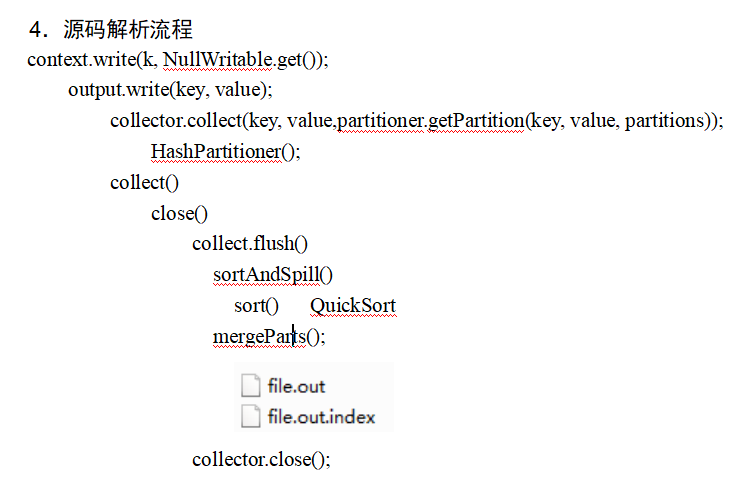 4．源码解析流程
context.write(k, NullWritable.get());
output.write(key, value);
collector.collect(key, value,partitioner.getPartition(key, value, partitions));
HashPartitioner();
collect()
close()
collect.flush()
sortAndSpill()
sort() QuickSort
mergeParts();
file.out
file.out.index
collector.close();